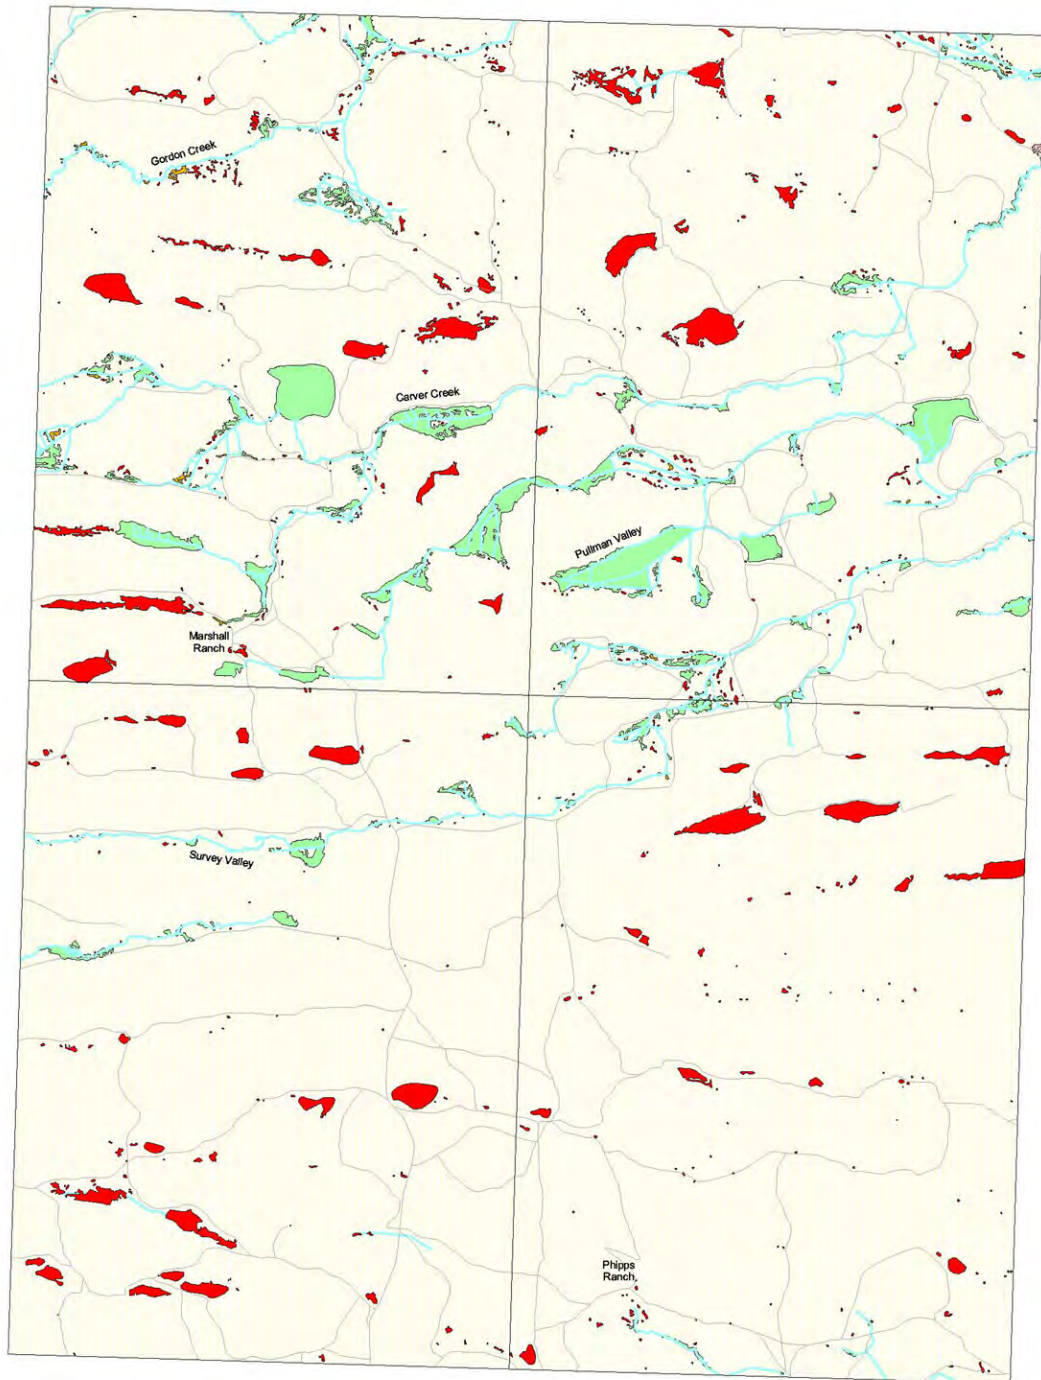 Gordon Creek
Carver Creek
Pullman Valley
Marshall
Ranch
Survey Valley
Phipps
Ranch